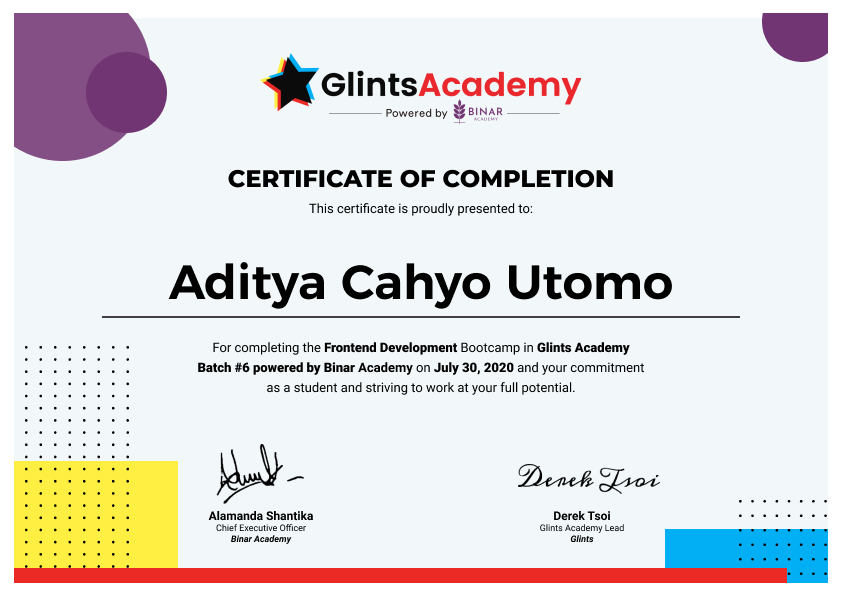 GlintsAcademy
Powered by BINAR
ACADEMY
CERTIFICATE OF COMPLETION
This certificate is proudly presented to:
Aditya Cahyo Utomo
For completing the Frontend Development Bootcamp in Glints Academy
Batch #6 powered by Binar Academy on July 30, 2020 and your commitment
as a student and striving to work at your full potential.
Derek Tsoi
Alamanda Shantika
Chief Executive Officer
Binar Academy
Derek Tsoi
Glints Academy Lead
Glints